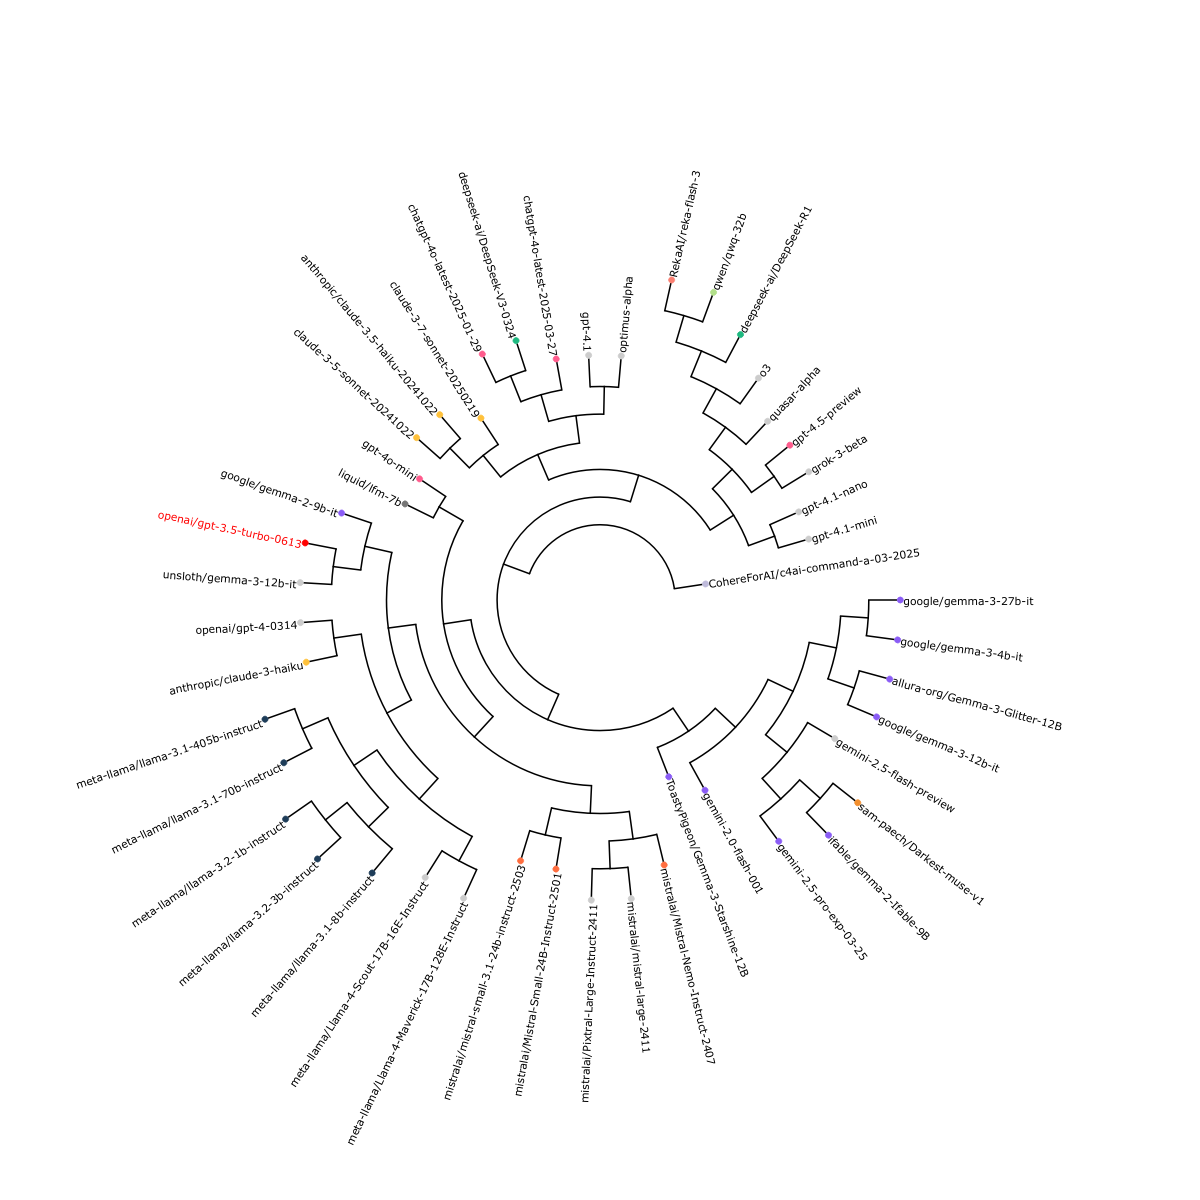 RekaAI/reka-flash-3
qwen/qwq-32b
deepseek-ai/DeepSeek-R1
o3
quasar-alpha
gpt-4.5-preview
grok-3-beta
gpt-4.1-nano
gpt-4.1-mini
CohereForAI/c4ai-command-a-03-2025
google/gemma-3-27b-it
google/gemma-3-4b-it
allura-org/Gemma-3-Glitter-12B
google/gemma-3-12b-it
gemini-2.5-flash-preview
sam-paech/Darkest-muse-v1
ifable/gemma-2-Ifable-9B
gemini-2.5-pro-exp-03-25
gemini-2.0-flash-001
ToastyPigeon/Gemma-3-Starshine-12B
mistralai/Mistral-Nemo-Instruct-2407
mistralai/mistral-large-2411
mistralai/Pixtral-Large-Instruct-2411
mistralai/Mistral-Small-24B-Instruct-2501
mistralai/mistral-small-3.1-24b-instruct-2503
meta-llama/Llama-4-Maverick-17B-128E-Instruct
meta-llama/Llama-4-Scout-17B-16E-Instruct
meta-llama/llama-3.1-8b-instruct
meta-llama/llama-3.2-3b-instruct
meta-llama/llama-3.2-1b-instruct
meta-llama/llama-3.1-70b-instruct
meta-llama/llama-3.1-405b-instruct
anthropic/claude-3-haiku
openai/gpt-4-0314
unsloth/gemma-3-12b-it
openai/gpt-3.5-turbo-0613
google/gemma-2-9b-it
liquid/lfm-7b
gpt-4o-mini
claude-3-5-sonnet-20241022
anthropic/claude-3.5-haiku-20241022
claude-3-7-sonnet-20250219
chatgpt-4o-latest-2025-01-29
deepseek-ai/DeepSeek-V3-0324
chatgpt-4o-latest-2025-03-27
gpt-4.1
optimus-alpha